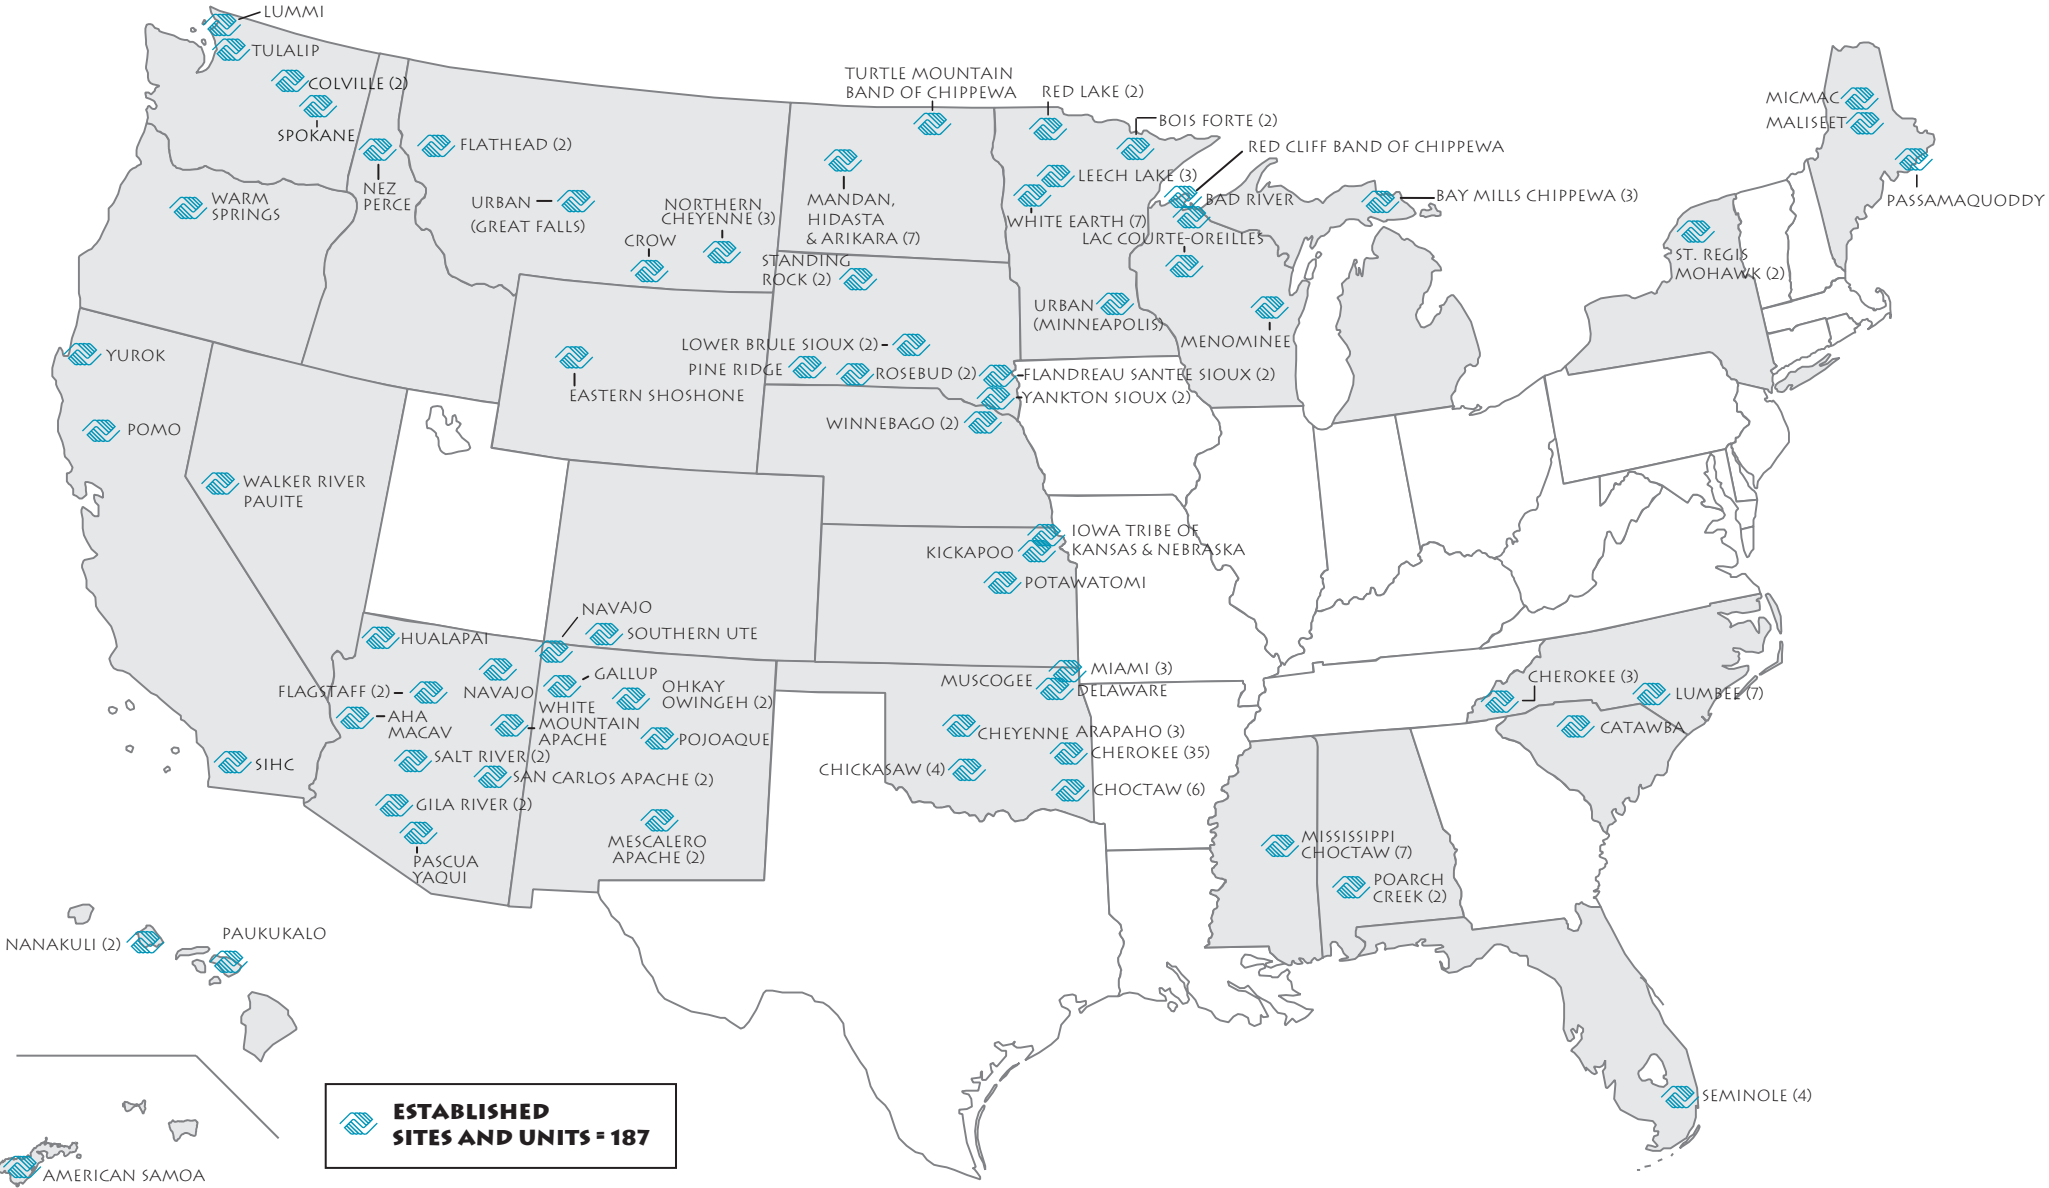 LUMMI
TULALIP
COLVILLE (2)
SPOKANE
NEZ
PERCE
WARM
SPRINGS
FLATHEAD (2)
URBAN
(GREAT FALLS)
NORTHERN
CHEYENNE (3)
CROW
TURTLE MOUNTAIN
BAND OF CHIPPEWA
MANDAN,
HIDASTA
& ARIKARA (7)
STANDING
ROCK (2)
RED LAKE (2)
BOIS FORTE (2)
RED CLIFF BAND OF CHIPPEWA
LEECH LAKE (3)
WHITE EARTH (7)
BAD RIVER
BAY MILLS CHIPPEWA (3)
LAC COURTE-OREILLES
URBAN
(MINNEAPOLIS)
MENOMINEE
MICMAC
MALISEET
PASSAMAQUODDY
ST. REGIS
MOHAWK (2)
YUROK
POMO
WALKER RIVER
PAUITE
EASTERN SHOSHONE
LOWER BRULE SIOUX (2)
PINE RIDGE
ROSEBUD (2)
FLANDREAU SANTEE SIOUX (2)
YANKTON SIOUX (2)
WINNEBAGO (2)
IOWA TRIBE OF
KANSAS & NEBRASKA
KICKAPOO
POTAWATOMI
NAVAJO
SOUTHERN UTE
HUALAPAI
NAVAJO
FLAGSTAFF (2)
AHA
MACAV
GALLUP
OHKAY
OWINGEH (2)
WHITE
MOUNTAIN
APACHE
POJOAQUE
SALT RIVER (2)
SAN CARLOS APACHE (2)
GILA RIVER (2)
PASCUA
YAQUI
MESCALERO
APACHE (2)
SIHC
MIAMI (3)
MUSCOGEE
DELAWARE
CHEYENNE ARAPAHO (3)
CHEROKEE (35)
CHICKASAW (4)
CHOCTAW (6)
CHEROKEE (3)
LUMBEE (7)
CATAWBA
MISSISSIPPI
CHOCTAW (7)
POARCH
CREEK (2)
SEMINOLE (4)
NANAKULI (2)
PAUKUKALO
AMERICAN SAMOA
ESTABLISHED
SITES AND UNITS = 187